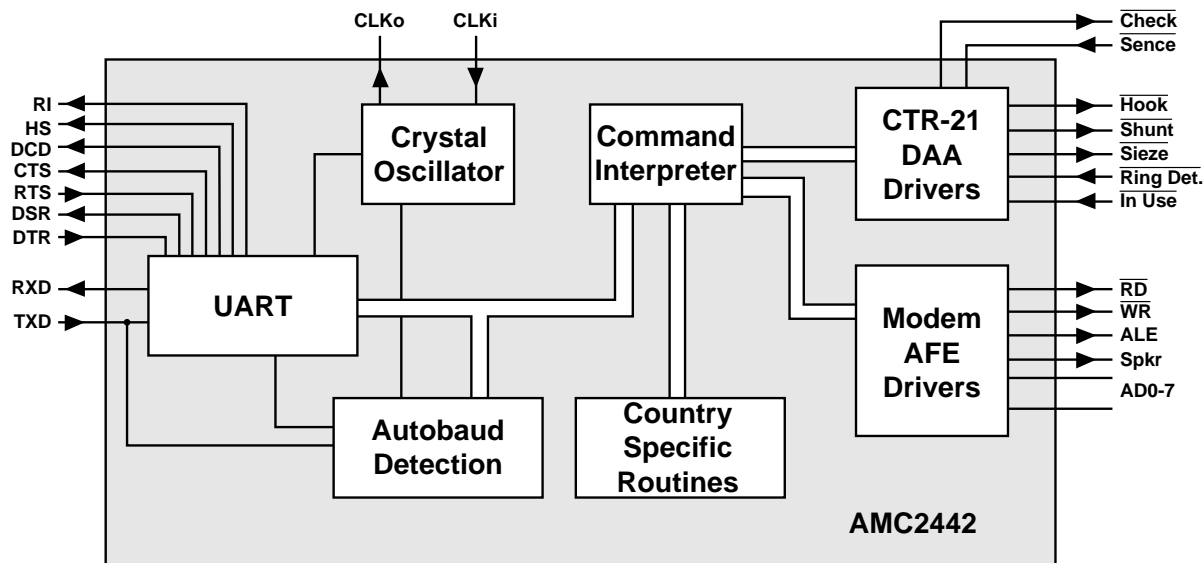 CLKo
CLKi
Check
Sence
RI
HS
DCD
CTS
RTS
DSR
DTR
RXD
TXD
Crystal
Oscillator
Command
Interpreter
CTR-21
DAA
Drivers
Hook
Shunt
Sieze
Ring Det.
In Use
UART
Modem
AFE
Drivers
RD
WR
ALE
Spkr
AD0-7
Autobaud
Detection
Country
Specific
Routines
AMC2442